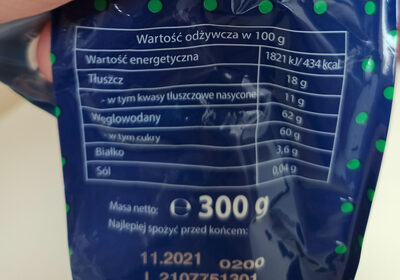 Wartość odżywcza w 100 g
Wartość energetyczna 1821 kJ/ 434 kcal
Tłuszcz 18 g
- w tym kwasy tłuszczowe nasycone 11 g
Węglowodany 62 g
- w tym cukry 60 g
Białko 3,6 g
Sól 0,04 g
Masa netto: ℮ 300 g
Najlepiej spożyć przed końcem:
11.2021 0200
L 2107751301